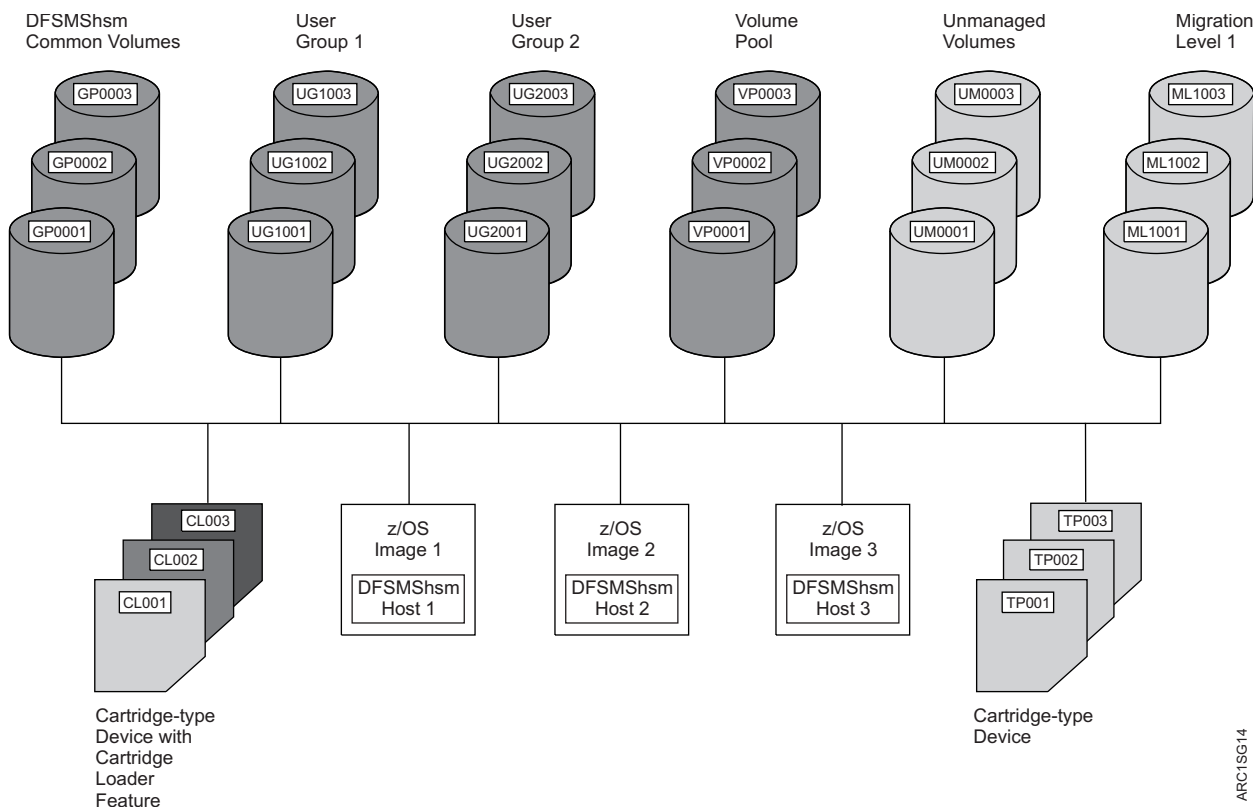 DFSMShsm
Common Volumes
User
Group 1
User
Group 2
Volume
Pool
Unmanaged
Volumes
Migration
Level 1
GP0003
GP0002
GP0001
UG1003
UG1002
UG1001
UG2003
UG2002
UG2001
VP0003
VP0002
VP0001
UM0003
UM0002
UM0001
ML1003
ML1002
ML1001
CL003
CL002
CL001
Cartridge-type
Device with
Cartridge
Loader
Feature
z/OS
Image 1
DFSMShsm
Host 1
z/OS
Image 2
DFSMShsm
Host 2
z/OS
Image 3
DFSMShsm
Host 3
TP003
TP002
TP001
Cartridge-type
Device
ARC1SG14